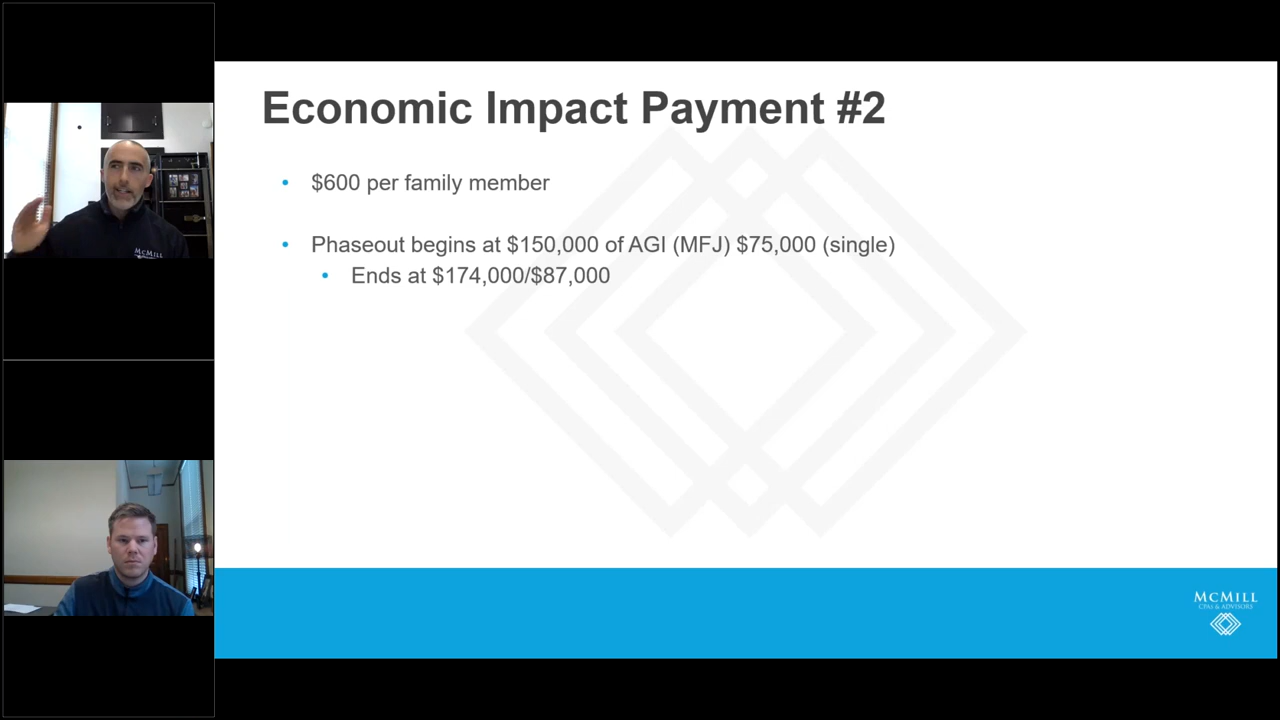 Economic Impact Payment #2
• $600 per family member
• Phaseout begins at $150,000 of AGI (MFJ) $75,000 (single)
• Ends at $174,000/$87,000
McMILL
McMILL
CPAS & ADVISORS